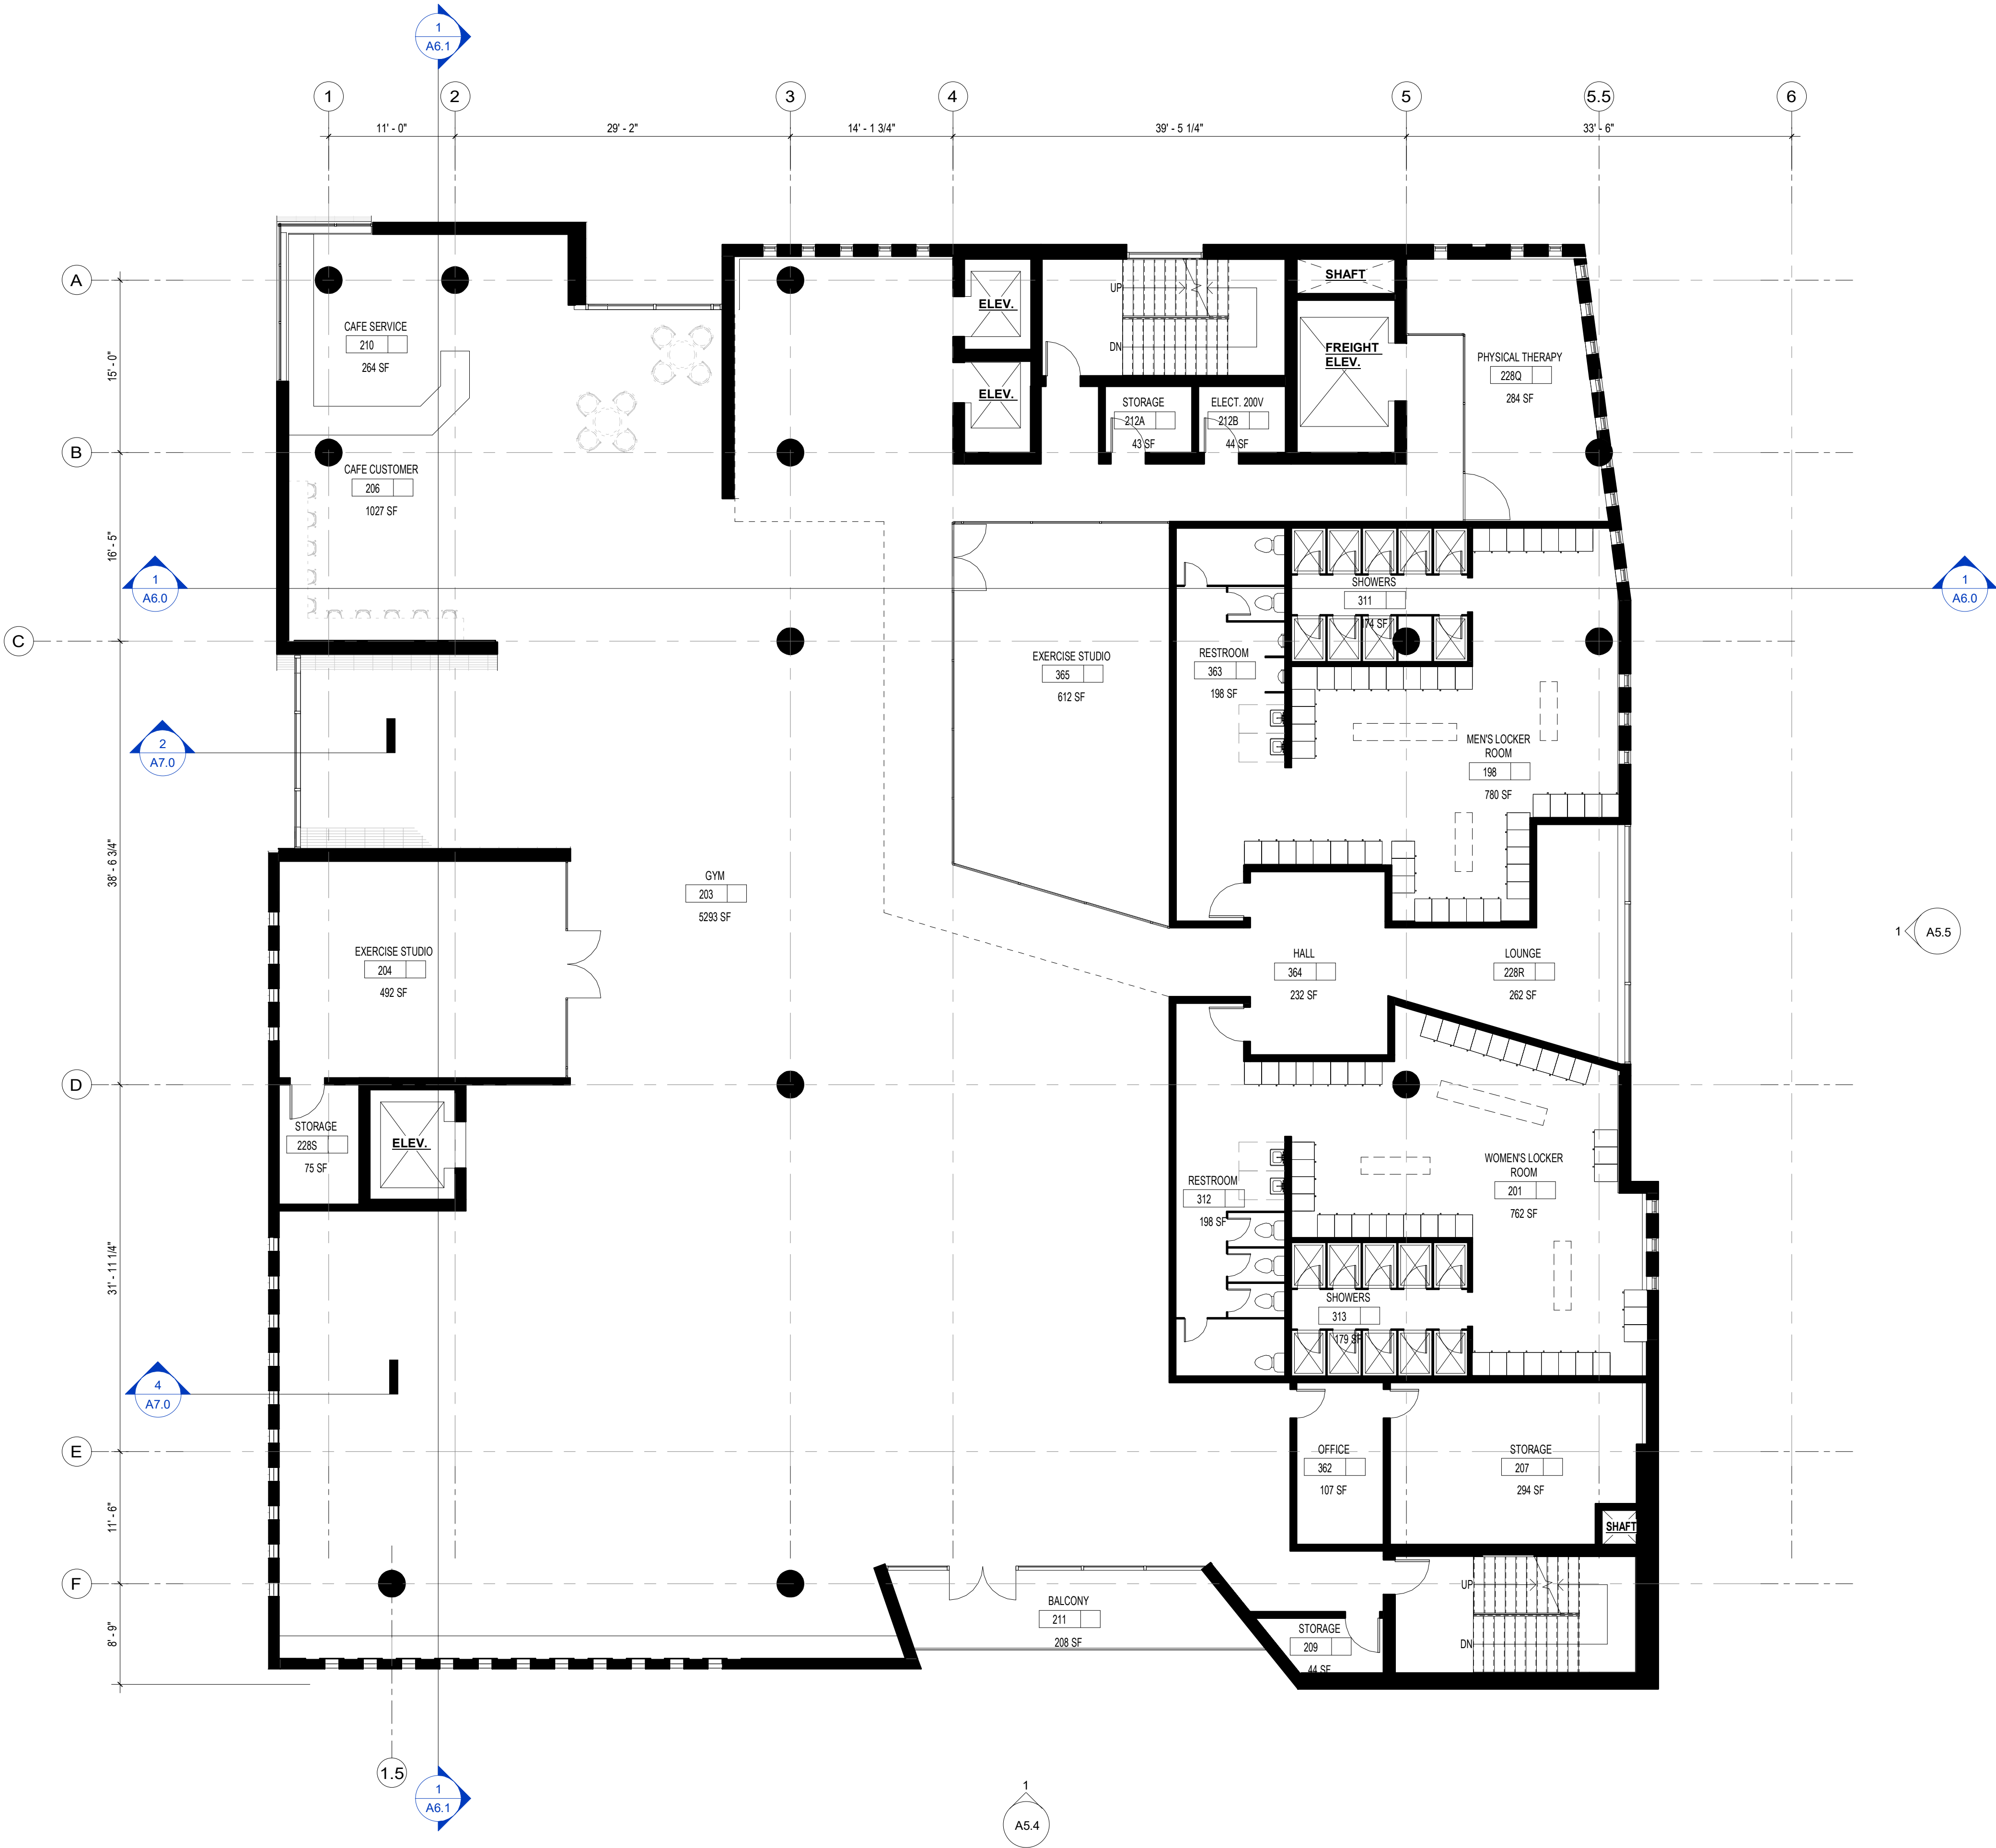 1
A6.1
1
2
3
4
5
5.5
6
11' - 0"
29' - 2"
14' - 1 3/4"
39' - 5 1/4"
33' - 6"
A
B
C
D
E
F
15' - 0"
16' - 5"
38' - 6 3/4"
31' - 11 1/4"
11' - 6"
8' - 9"
CAFE SERVICE
210
264 SF
CAFE CUSTOMER
206
1027 SF
ELEV.
ELEV.
UP
DN
SHAFT
FREIGHT
ELEV.
STORAGE
212A
43 SF
ELECT. 200V
212B
44 SF
PHYSICAL THERAPY
228Q
284 SF
1
A6.0
1
A6.0
SHOWERS
311
74 SF
EXERCISE STUDIO
365
612 SF
RESTROOM
363
198 SF
MEN'S LOCKER
ROOM
198
780 SF
2
A7.0
GYM
203
5293 SF
EXERCISE STUDIO
204
492 SF
HALL
364
232 SF
LOUNGE
228R
262 SF
1
A5.5
STORAGE
228S
75 SF
ELEV.
RESTROOM
312
198 SF
WOMEN'S LOCKER
ROOM
201
762 SF
SHOWERS
313
179 SF
4
A7.0
OFFICE
362
107 SF
STORAGE
207
294 SF
SHAFT
UP
DN
BALCONY
211
208 SF
STORAGE
209
44 SF
1.5
1
A6.1
1
A5.4